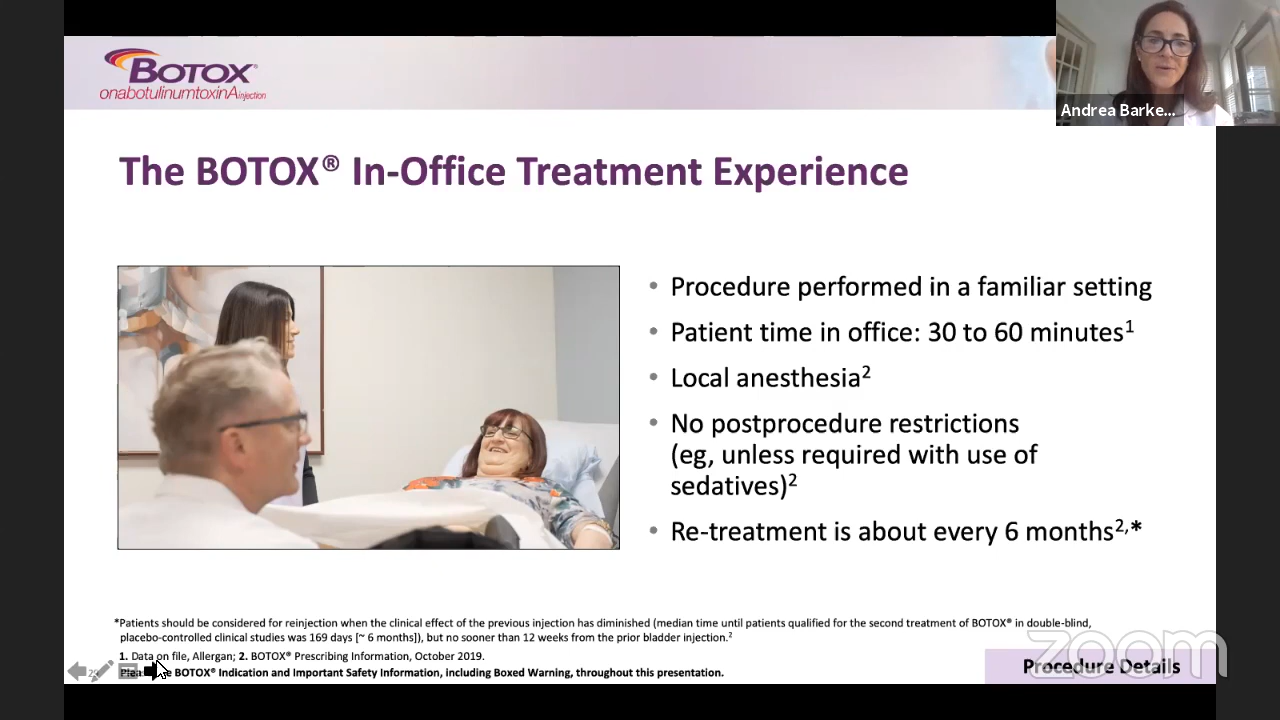 BOTOX®
onabotulinumtoxinA injection
Andrea Barke...
The BOTOX® In-Office Treatment Experience
• Procedure performed in a familiar setting
• Patient time in office: 30 to 60 minutes1
• Local anesthesia2
• No postprocedure restrictions
(eg, unless required with use of
sedatives)2
• Re-treatment is about every 6 months2,*
*Patients should be considered for reinjection when the clinical effect of the previous injection has diminished (median time until patients qualified for the second treatment of BOTOX® in double-blind,
placebo-controlled clinical studies was 169 days [~ 6 months]), but no sooner than 12 weeks from the prior bladder injection.2
1. Data on file, Allergan; 2. BOTOX® Prescribing Information, October 2019.
BOTOX® Indication and Important Safety Information, including Boxed Warning, throughout this presentation.
Procedure Details
zoom